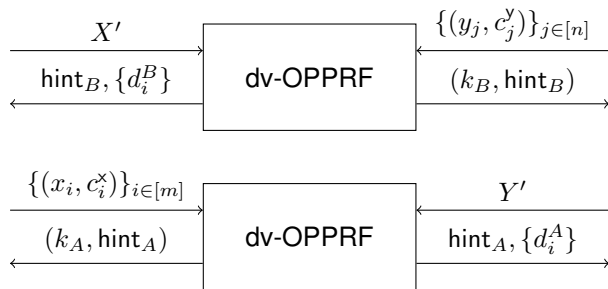 X′ {(y_j, c_j^y)}_{j∈[n]}
dv-OPPRF
hint_B, {d_i^B} (k_B, hint_B)
{(x_i, c_i^x)}_{i∈[m]} Y′
dv-OPPRF
(k_A, hint_A) hint_A, {d_i^A}